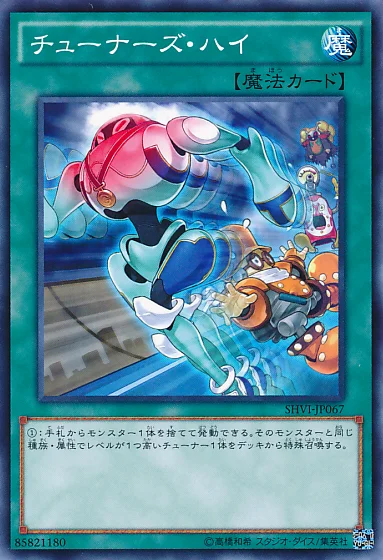 チューナーズ・ハイ
魔
【魔法カード】
SHVI-JP067
①:手札からモンスター1体を捨てて発動できる。そのモンスターと同じ
種族・属性でレベルが1つ高いチューナー1体をデッキから特殊召喚する。
85821180
©高橋和希 スタジオ・ダイス/集英社